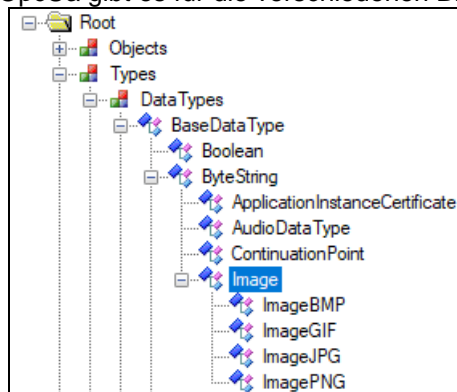 Root
Objects
Types
DataTypes
BaseDataType
Boolean
ByteString
ApplicationInstanceCertificate
AudioDataType
ContinuationPoint
Image
ImageBMP
ImageGIF
ImageJPG
ImagePNG